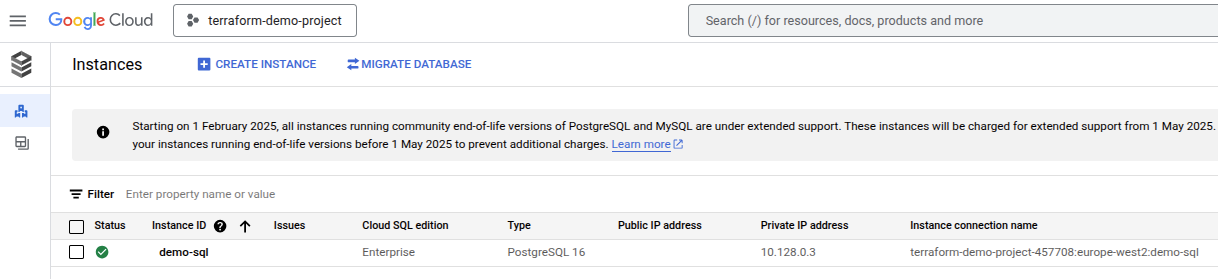 Google Cloud
terraform-demo-project
Search (/) for resources, docs, products and more
Instances
CREATE INSTANCE
MIGRATE DATABASE
Starting on 1 February 2025, all instances running community end-of-life versions of PostgreSQL and MySQL are under extended support. These instances will be charged for extended support from 1 May 2025.
your instances running end-of-life versions before 1 May 2025 to prevent additional charges. Learn more
Filter Enter property name or value
Status Instance ID Issues Cloud SQL edition Type Public IP address Private IP address Instance connection name
demo-sql Enterprise PostgreSQL 16 10.128.0.3 terraform-demo-project-457708:europe-west2:demo-sql